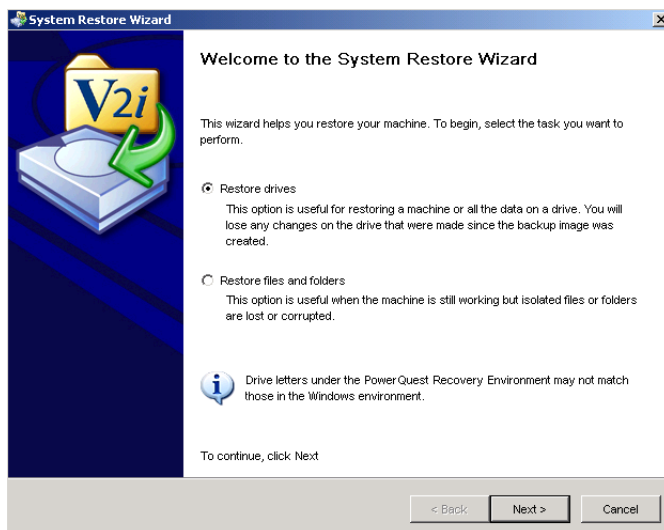 System Restore Wizard
V2i
Welcome to the System Restore Wizard
This wizard helps you restore your machine. To begin, select the task you want to
perform.
Restore drives
This option is useful for restoring a machine or all the data on a drive. You will
lose any changes on the drive that were made since the backup image was
created.
Restore files and folders
This option is useful when the machine is still working but isolated files or folders
are lost or corrupted.
Drive letters under the PowerQuest Recovery Environment may not match
those in the Windows environment.
To continue, click Next
< Back Next > Cancel